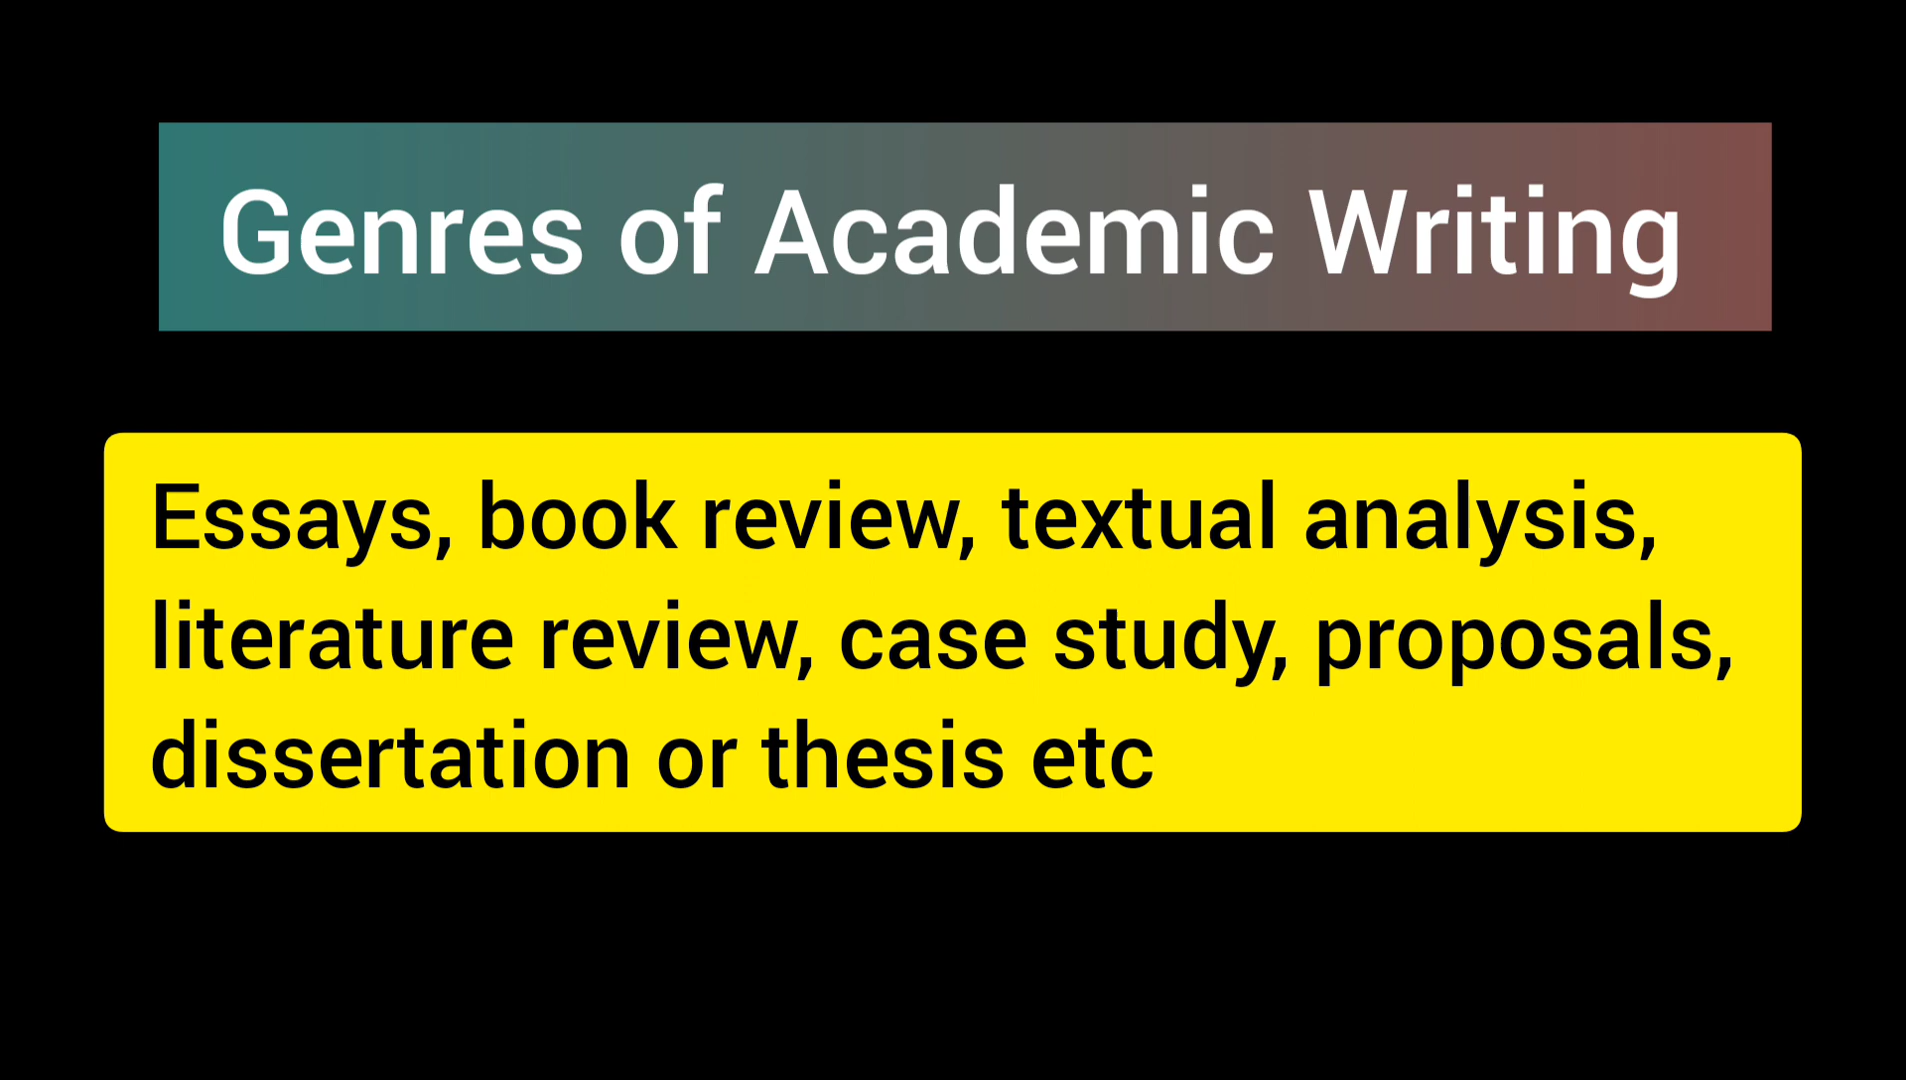 Genres of Academic Writing
Essays, book review, textual analysis,
literature review, case study, proposals,
dissertation or thesis etc